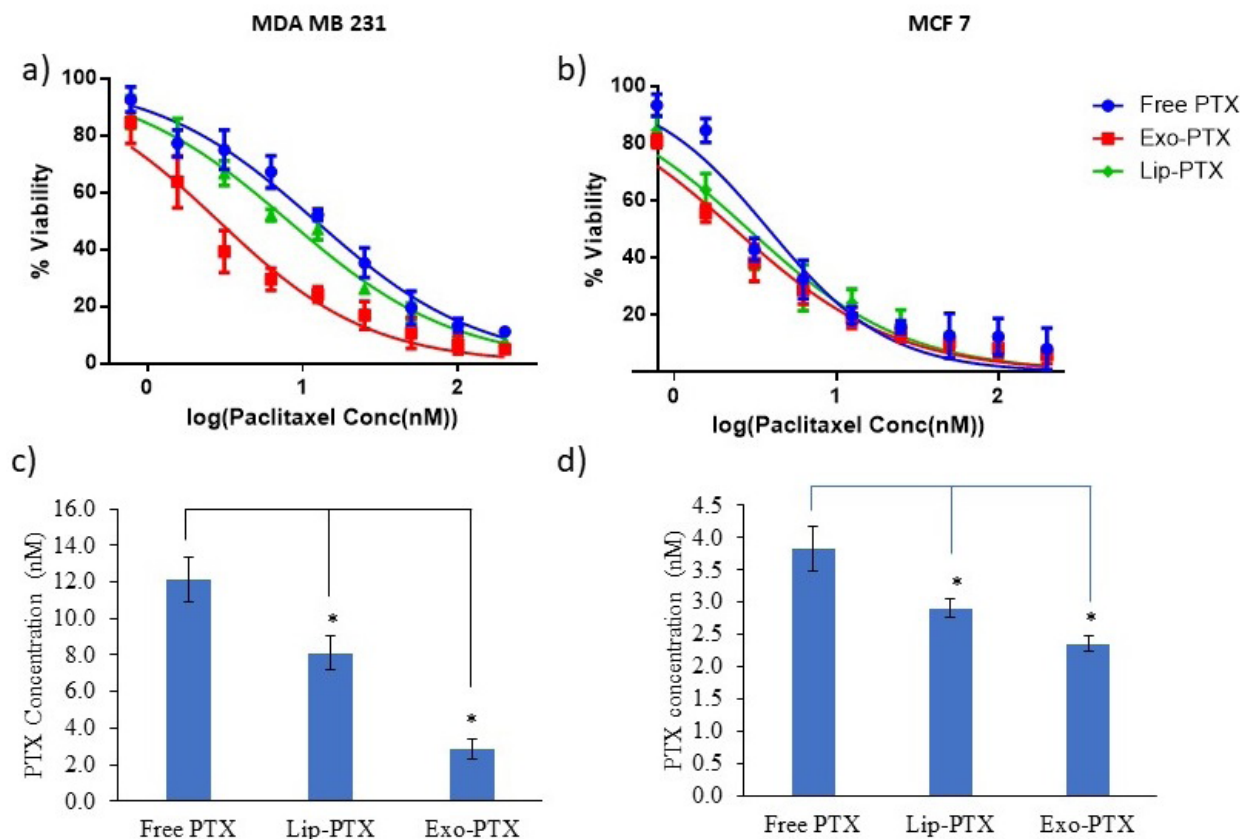 MDA MB 231
MCF 7
a)
100
80
60
40
20
0
% Viability
0
1
2
log(Paclitaxel Conc(nM))
b)
100
80
60
40
20
% Viability
0
1
2
log(Paclitaxel Conc(nM))
Free PTX
Exo-PTX
Lip-PTX
c)
16.0
14.0
12.0
10.0
8.0
6.0
4.0
2.0
0.0
PTX Concentration (nM)
*
*
Free PTX Lip-PTX Exo-PTX
d)
4.5
4.0
3.5
3.0
2.5
2.0
1.5
1.0
0.5
0.0
PTX concentration (nM)
*
*
Free PTX Lip-PTX Exo-PTX